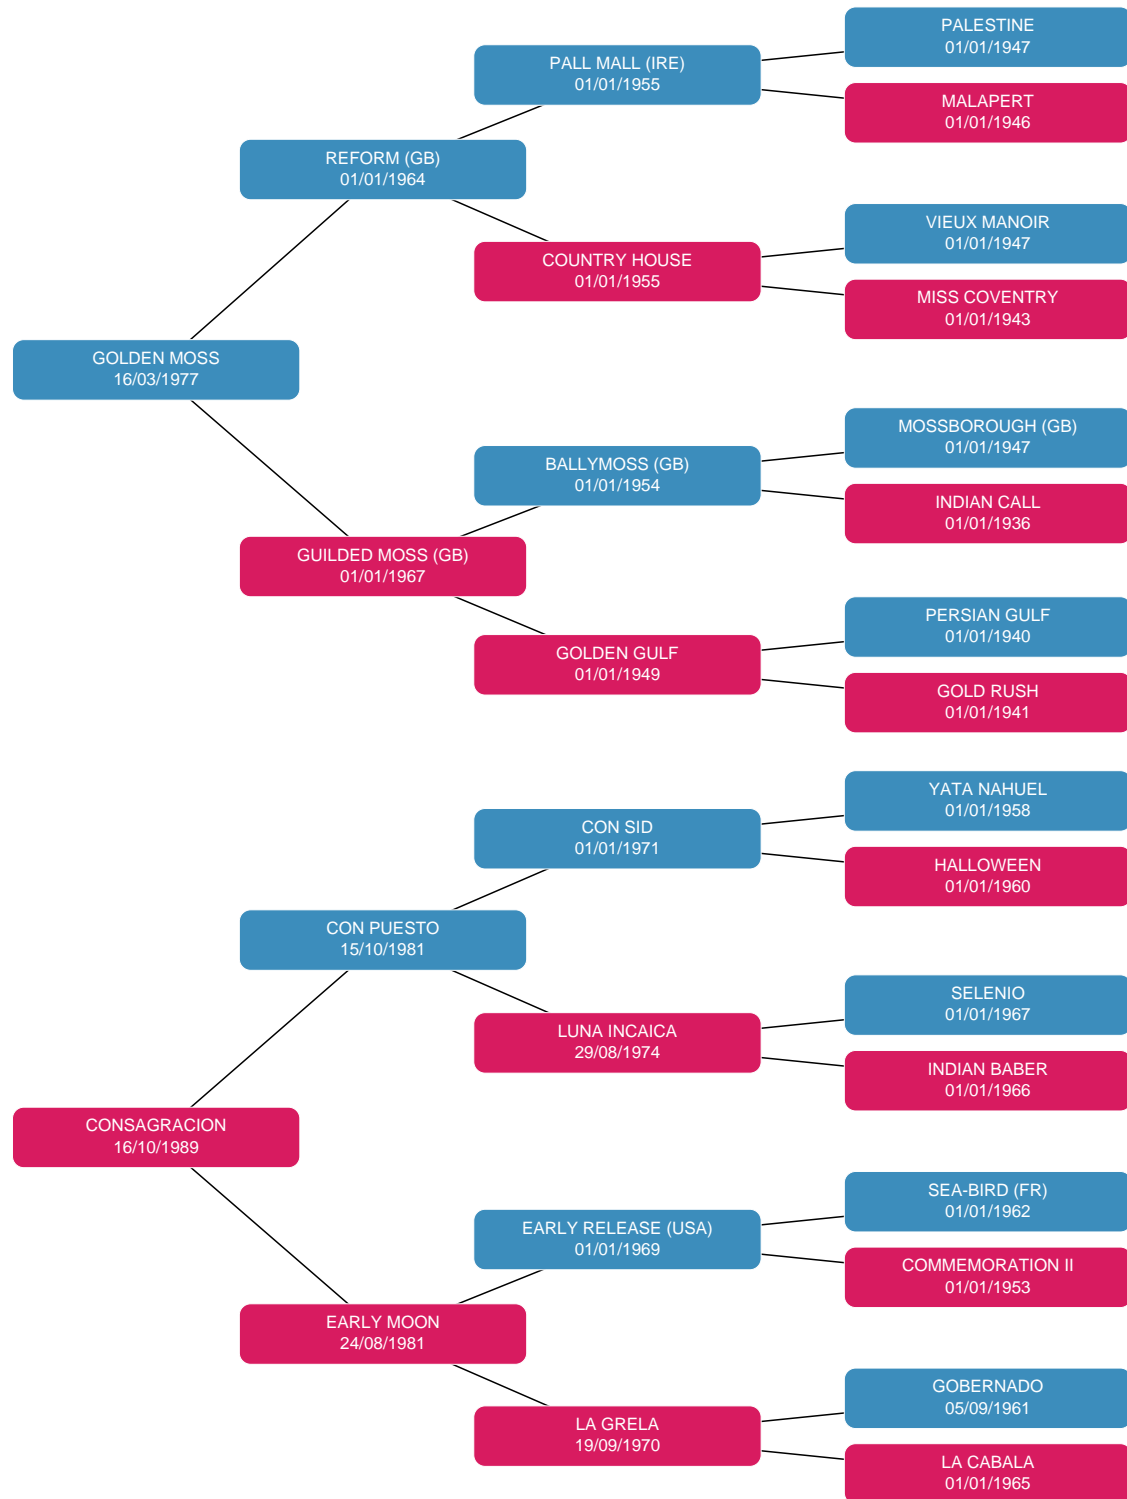 PALESTINE
01/01/1947
PALL MALL (IRE)
01/01/1955
MALAPERT
01/01/1946
REFORM (GB)
01/01/1964
VIEUX MANOIR
01/01/1947
COUNTRY HOUSE
01/01/1955
MISS COVENTRY
01/01/1943
GOLDEN MOSS
16/03/1977
MOSSBOROUGH (GB)
01/01/1947
BALLYMOSS (GB)
01/01/1954
INDIAN CALL
01/01/1936
GUILDED MOSS (GB)
01/01/1967
PERSIAN GULF
01/01/1940
GOLDEN GULF
01/01/1949
GOLD RUSH
01/01/1941
YATA NAHUEL
01/01/1958
CON SID
01/01/1971
HALLOWEEN
01/01/1960
CON PUESTO
15/10/1981
SELENIO
01/01/1967
LUNA INCAICA
29/08/1974
INDIAN BABER
01/01/1966
CONSAGRACION
16/10/1989
SEA-BIRD (FR)
01/01/1962
EARLY RELEASE (USA)
01/01/1969
COMMEMORATION II
01/01/1953
EARLY MOON
24/08/1981
GOBERNADO
05/09/1961
LA GRELA
19/09/1970
LA CABALA
01/01/1965